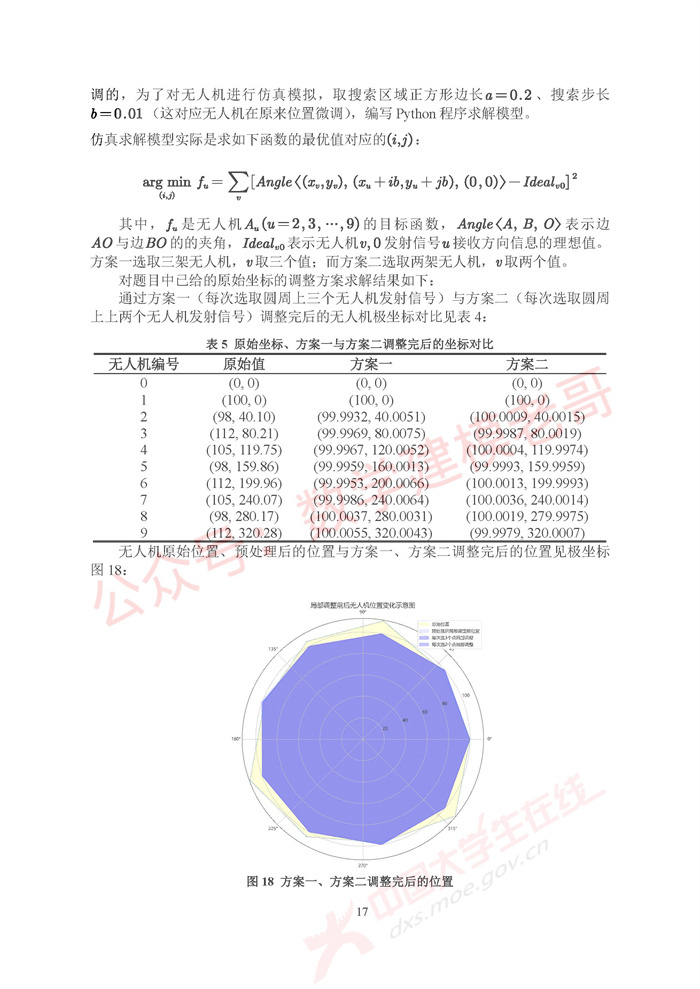 调的，为了对无人机进行仿真模拟，取搜索区域正方形边长a=0.2、搜索步长
b=0.01（这对应无人机在原来位置微调），编写 Python 程序求解模型。
仿真求解模型实际是求如下函数的最优值对应的(i,j)：
arg min f_u = ∑[Angle⟨(x_v,y_v), (x_u+ib,y_u+jb), (0,0)⟩−Ideal_{v0}]²
(i,j) v
其中，f_u是无人机A_u(u=2,3,⋯,9)的目标函数，Angle⟨A, B, O⟩表示边
AO与边BO的的夹角，Ideal_{v0}表示无人机v,0发射信号u接收方向信息的理想值。
方案一选取三架无人机，v取三个值；而方案二选取两架无人机，v取两个值。
对题目中已给的原始坐标的调整方案求解结果如下：
通过方案一（每次选取圆周上三个无人机发射信号）与方案二（每次选取圆周
上上两个无人机发射信号）调整完后的无人机极坐标对比见表 4：
表 5 原始坐标、方案一与方案二调整完后的坐标对比
无人机编号 原始值 方案一 方案二
0 (0, 0) (0, 0) (0, 0)
1 (100, 0) (100, 0) (100, 0)
2 (98, 40.10) (99.9932, 40.0051) (100.0009, 40.0015)
3 (112, 80.21) (99.9969, 80.0075) (99.9987, 80.0019)
4 (105, 119.75) (99.9967, 120.0052) (100.0004, 119.9974)
5 (98, 159.86) (99.9959, 160.0013) (99.9993, 159.9959)
6 (112, 199.96) (99.9953, 200.0066) (100.0013, 199.9993)
7 (105, 240.07) (99.9986, 240.0064) (100.0036, 240.0014)
8 (98, 280.17) (100.0037, 280.0031) (100.0019, 279.9975)
9 (112, 320.28) (100.0055, 320.0043) (99.9979, 320.0007)
无人机原始位置、预处理后的位置与方案一、方案二调整完后的位置见极坐标
图 18：
局部调整前后无人机位置变化示意图
90°
原始位置
每次选3个点局部调整
每次选2个点局部调整
135°
100
80
60
40
20
180°
0°
225°
315°
270°
图 18 方案一、方案二调整完后的位置
17
公众号：数学建模老哥
中国大学生在线
dxs.moe.gov.cn